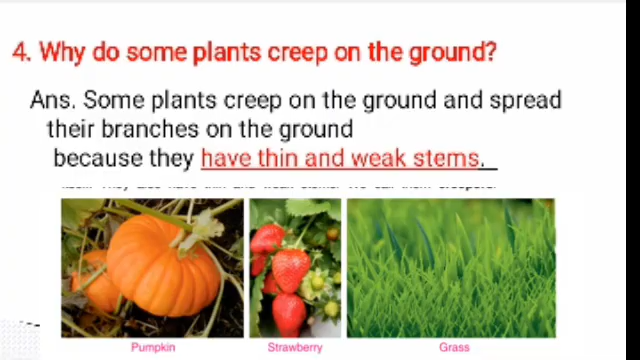 4. Why do some plants creep on the ground?
Ans. Some plants creep on the ground and spread
their branches on the ground
because they have thin and weak stems.
Pumpkin
Strawberry
Grass